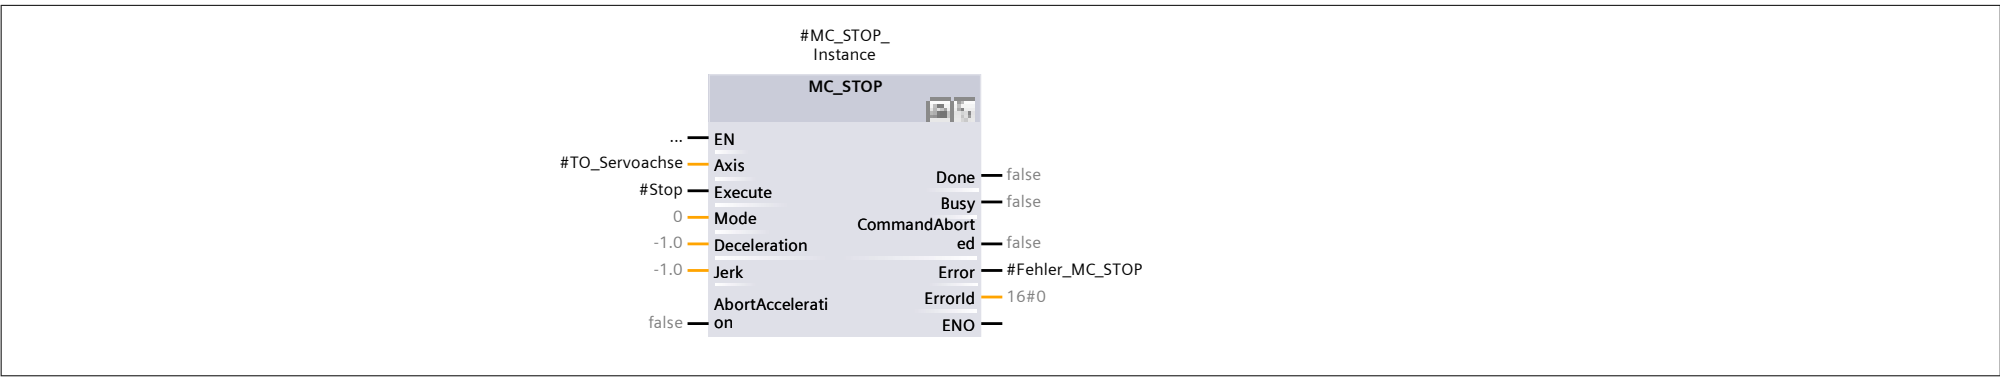 #MC_STOP_
Instance
MC_STOP
... EN
#TO_Servoachse Axis
Done false
#Stop Execute
Busy false
0 Mode
CommandAbort
ed false
-1.0 Deceleration
-1.0 Jerk
Error #Fehler_MC_STOP
AbortAccelerati
on
false
ErrorId 16#0
ENO